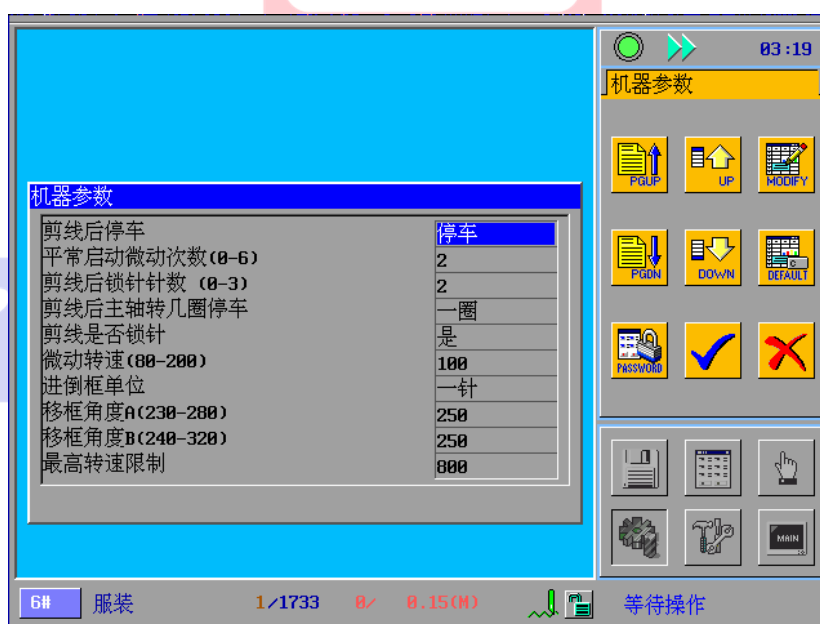 03:19
机器参数
PGUP
UP
MODIFY
机器参数
剪线后停车 停车
平常启动微动次数(0-6) 2
剪线后锁针针数 (0-3) 2
剪线后主轴转几圈停车 一圈
剪线是否锁针 是
微动转速(80-200) 100
进倒框单位 一针
移框角度A(230-280) 250
移框角度B(240-320) 250
最高转速限制 800
PGDN
DOWN
DEFAULT
PASSWORD
MAIN
6# 服装 1/1733 0/ 0.15(M) 等待操作